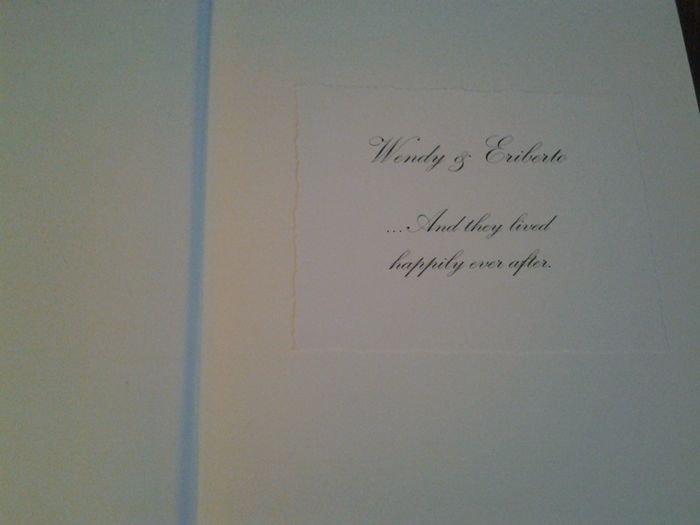 Wendy & Eriberto
...And they lived
happily ever after.